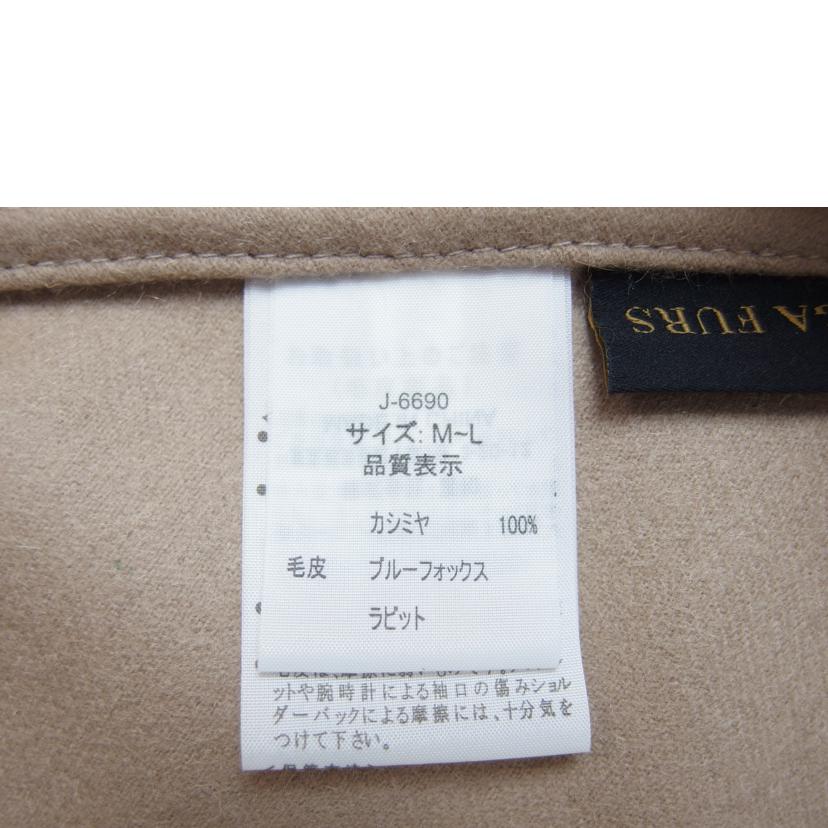 J-6690
サイズ: M~L
品質表示
カシミヤ 100%
毛皮 ブルーフォックス
ラビット
ットや腕時計による袖口の傷みショル
ダーバックによる摩擦には、十分気を
つけて下さい。
GA FURS